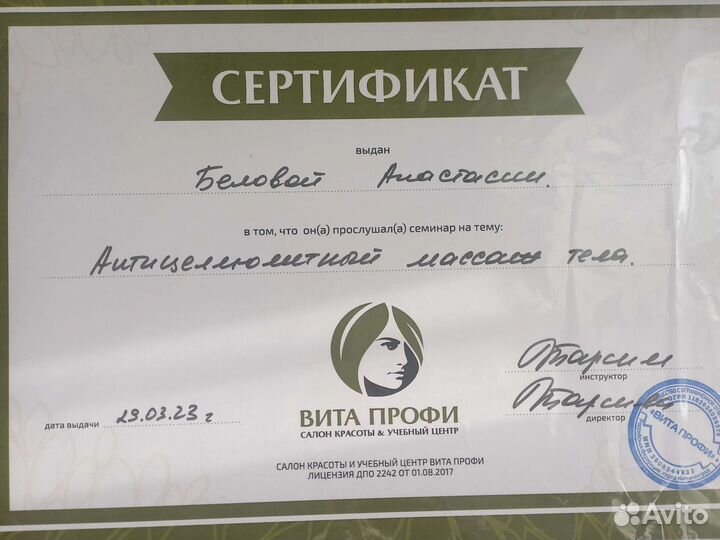 СЕРТИФИКАТ
выдан
Беловой Анастасии.
в том, что он(а) прослушал(а) семинар на тему:
Антицеллюлитный массаж тела.
инструктор
дата выдачи 29.03.23 г
ВИТА ПРОФИ
САЛОН КРАСОТЫ & УЧЕБНЫЙ ЦЕНТР
директор
«ВИТА ПРОФИ»
САЛОН КРАСОТЫ И УЧЕБНЫЙ ЦЕНТР ВИТА ПРОФИ
ЛИЦЕНЗИЯ ДПО 2242 ОТ 01.08.2017
Avito